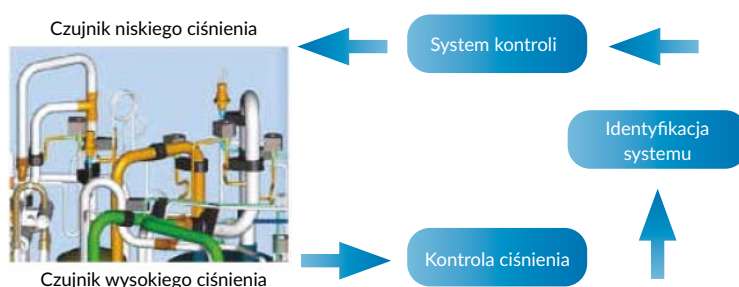 Czujnik niskiego ciśnienia
System kontroli
Identyfikacja
systemu
Kontrola ciśnienia
Czujnik wysokiego ciśnienia